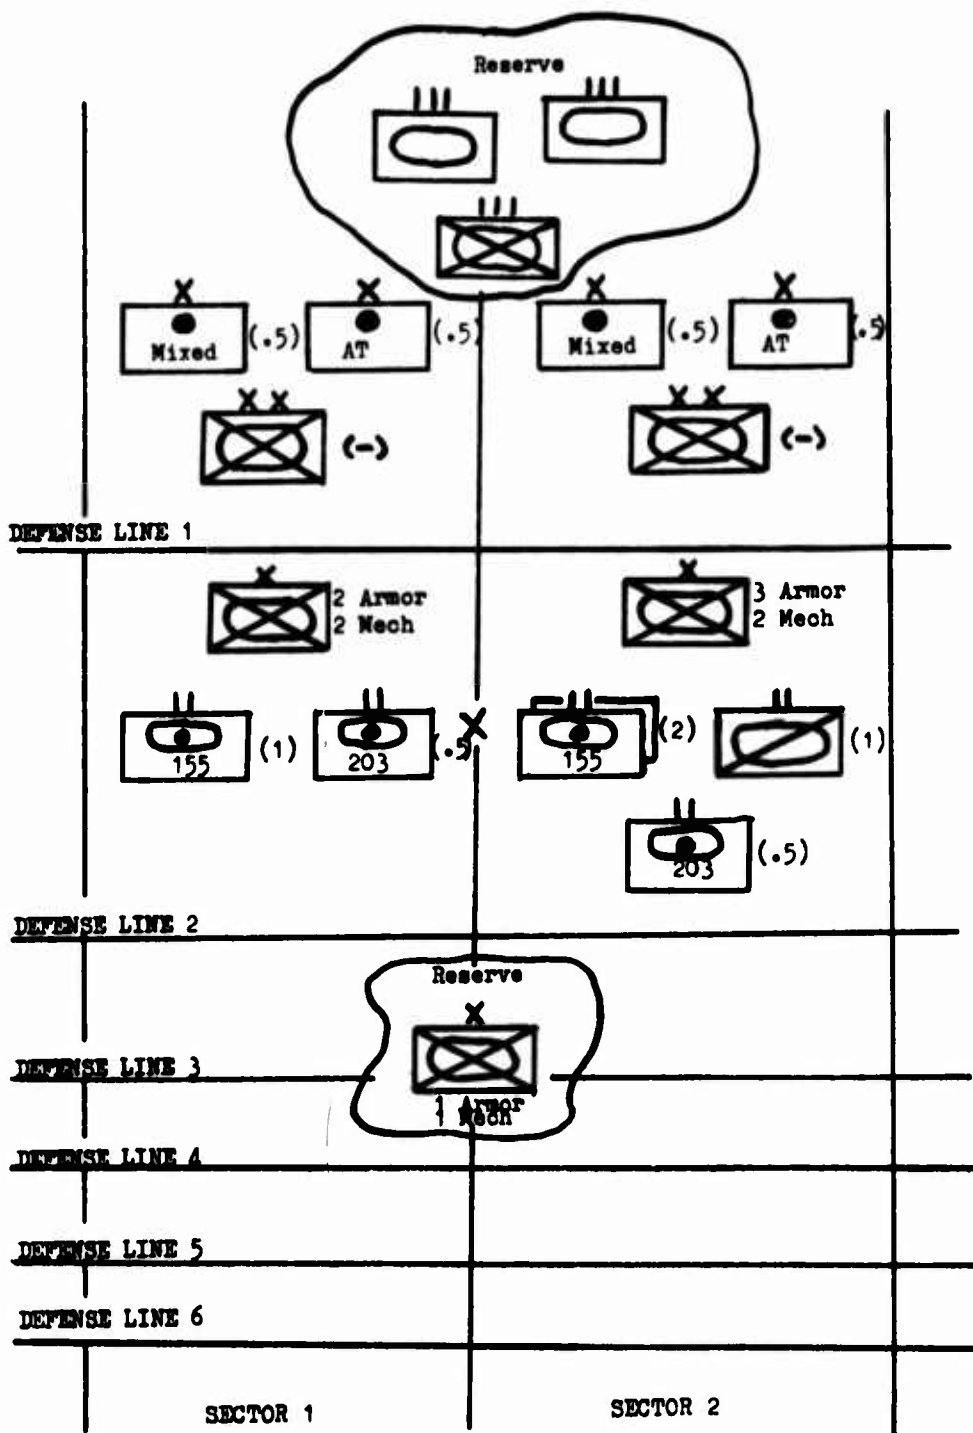 Reserve
Mixed (.5) AT (.5) Mixed (.5) AT (.5)
(-) (-)
DEFENSE LINE 1
2 Armor
2 Mech
3 Armor
2 Mech
155 (1) 203 (.5) 155 (2) (1)
203 (.5)
DEFENSE LINE 2
Reserve
DEFENSE LINE 3
1 Armor
1 Mech
DEFENSE LINE 4
DEFENSE LINE 5
DEFENSE LINE 6
SECTOR 1 SECTOR 2